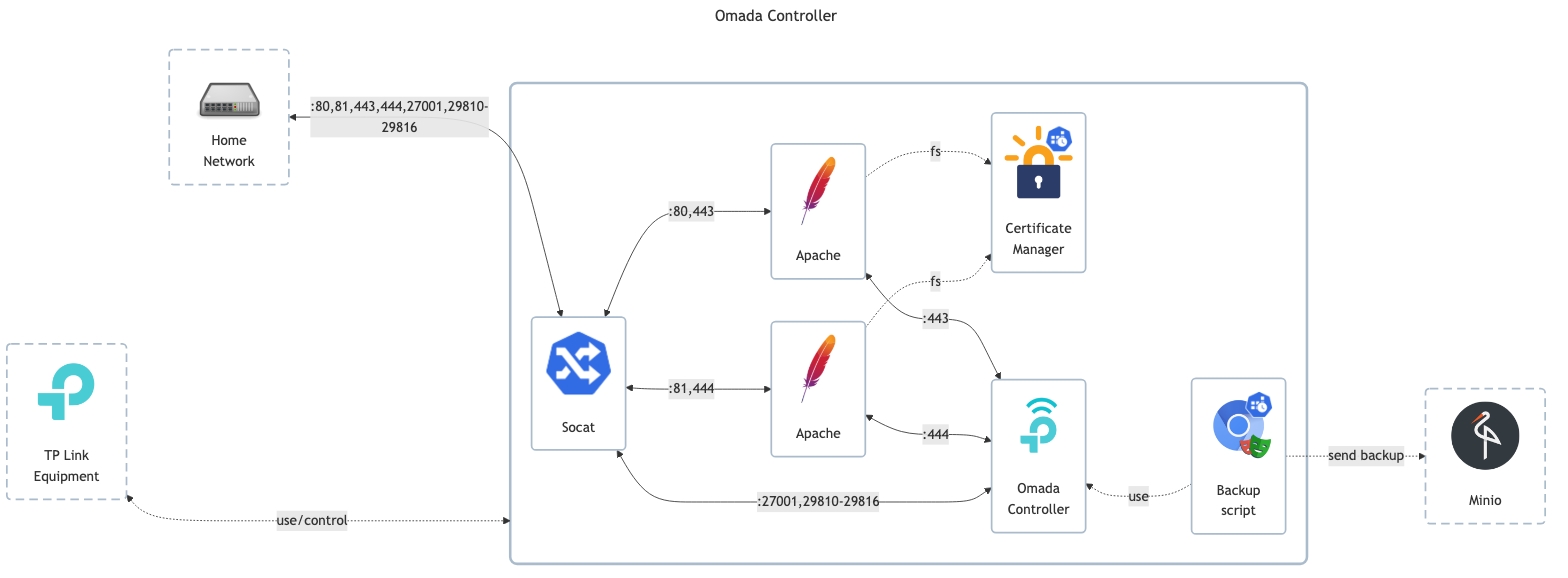 Omada Controller
Home
Network
:80,81,443,444,27001,29810-
29816
fs
Certificate
Manager
:80,443
Apache
fs
:443
Socat
:81,444
Apache
:444
TP Link
Equipment
use/control
:27001,29810-29816
Omada
Controller
use
Backup
script
send backup
Minio